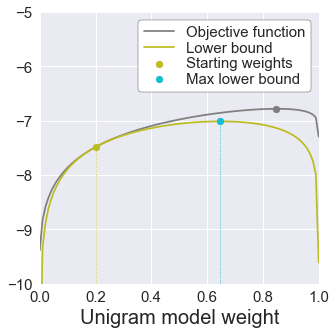 −5
−6
−7
−8
−9
−10
Objective function
Lower bound
Starting weights
Max lower bound
0.0 0.2 0.4 0.6 0.8 1.0
Unigram model weight